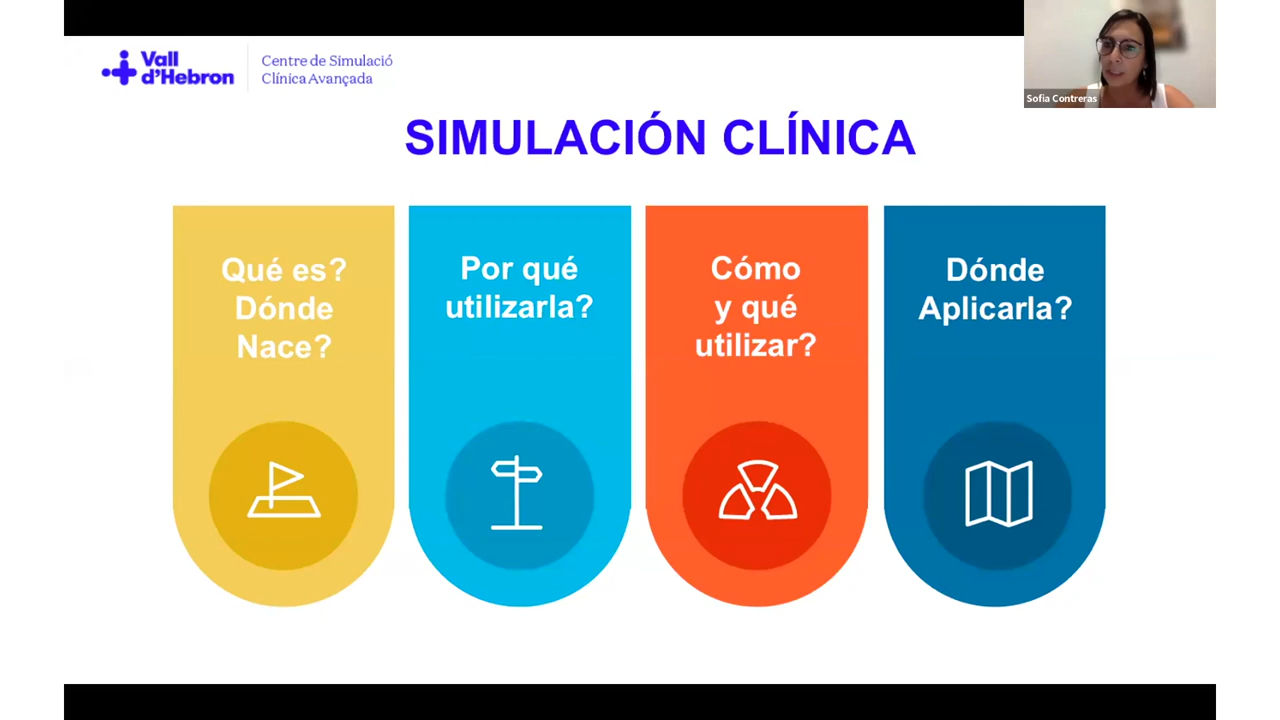 Vall
d'Hebron
Centre de Simulació
Clínica Avançada
Sofia Contreras
SIMULACIÓN CLÍNICA
Qué es?
Dónde
Nace?
Por qué
utilizarla?
Cómo
y qué
utilizar?
Dónde
Aplicarla?